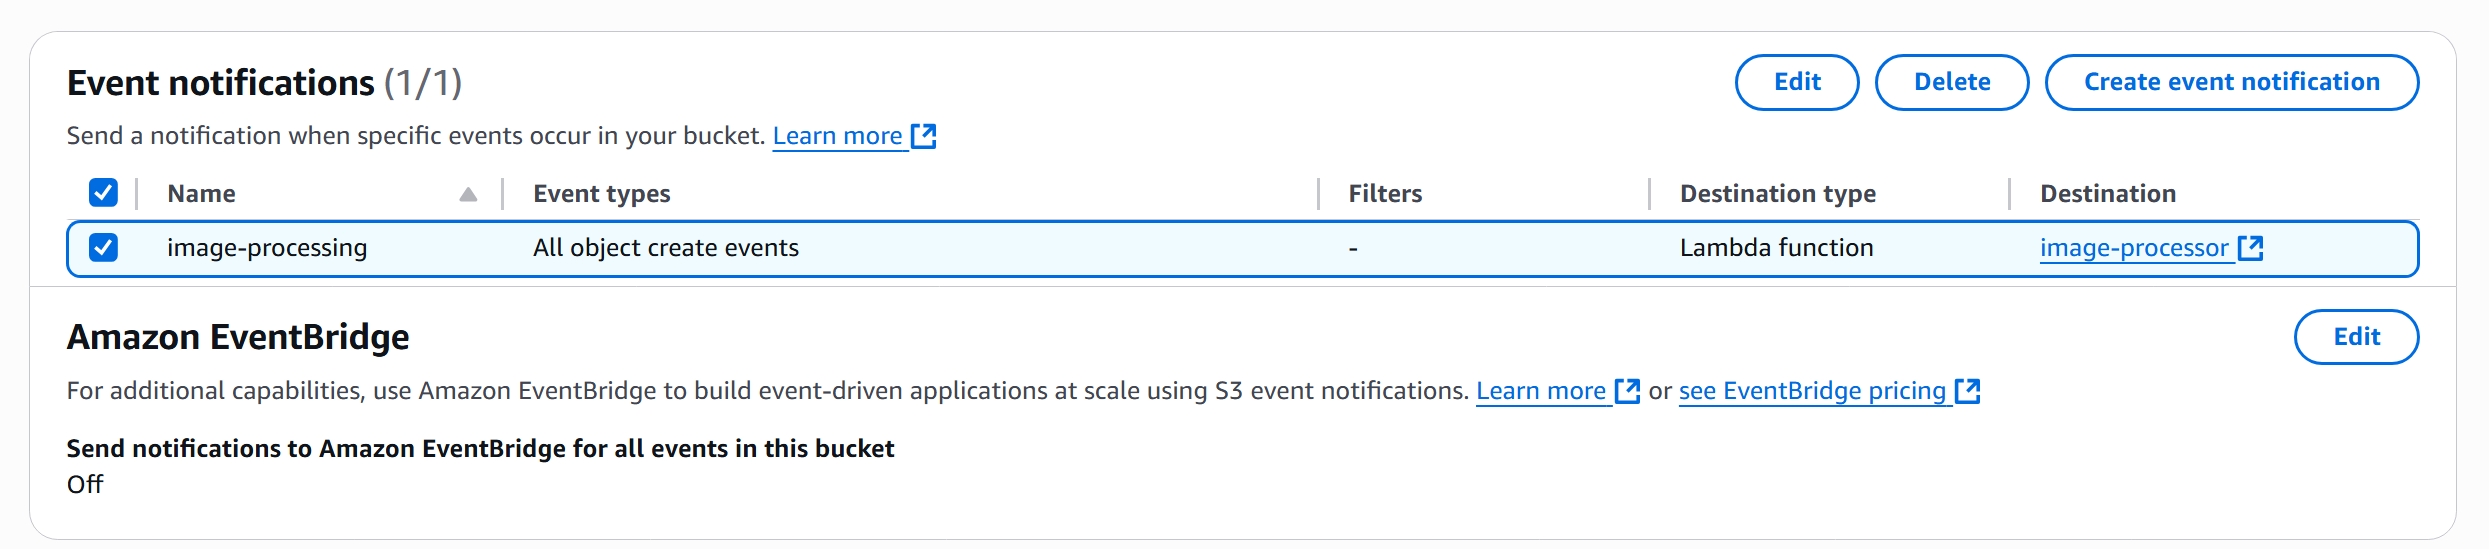 Event notifications (1/1)
Edit
Delete
Create event notification
Send a notification when specific events occur in your bucket. Learn more
Name Event types Filters Destination type Destination
image-processing All object create events - Lambda function image-processor
Amazon EventBridge
Edit
For additional capabilities, use Amazon EventBridge to build event-driven applications at scale using S3 event notifications. Learn more or see EventBridge pricing
Send notifications to Amazon EventBridge for all events in this bucket
Off